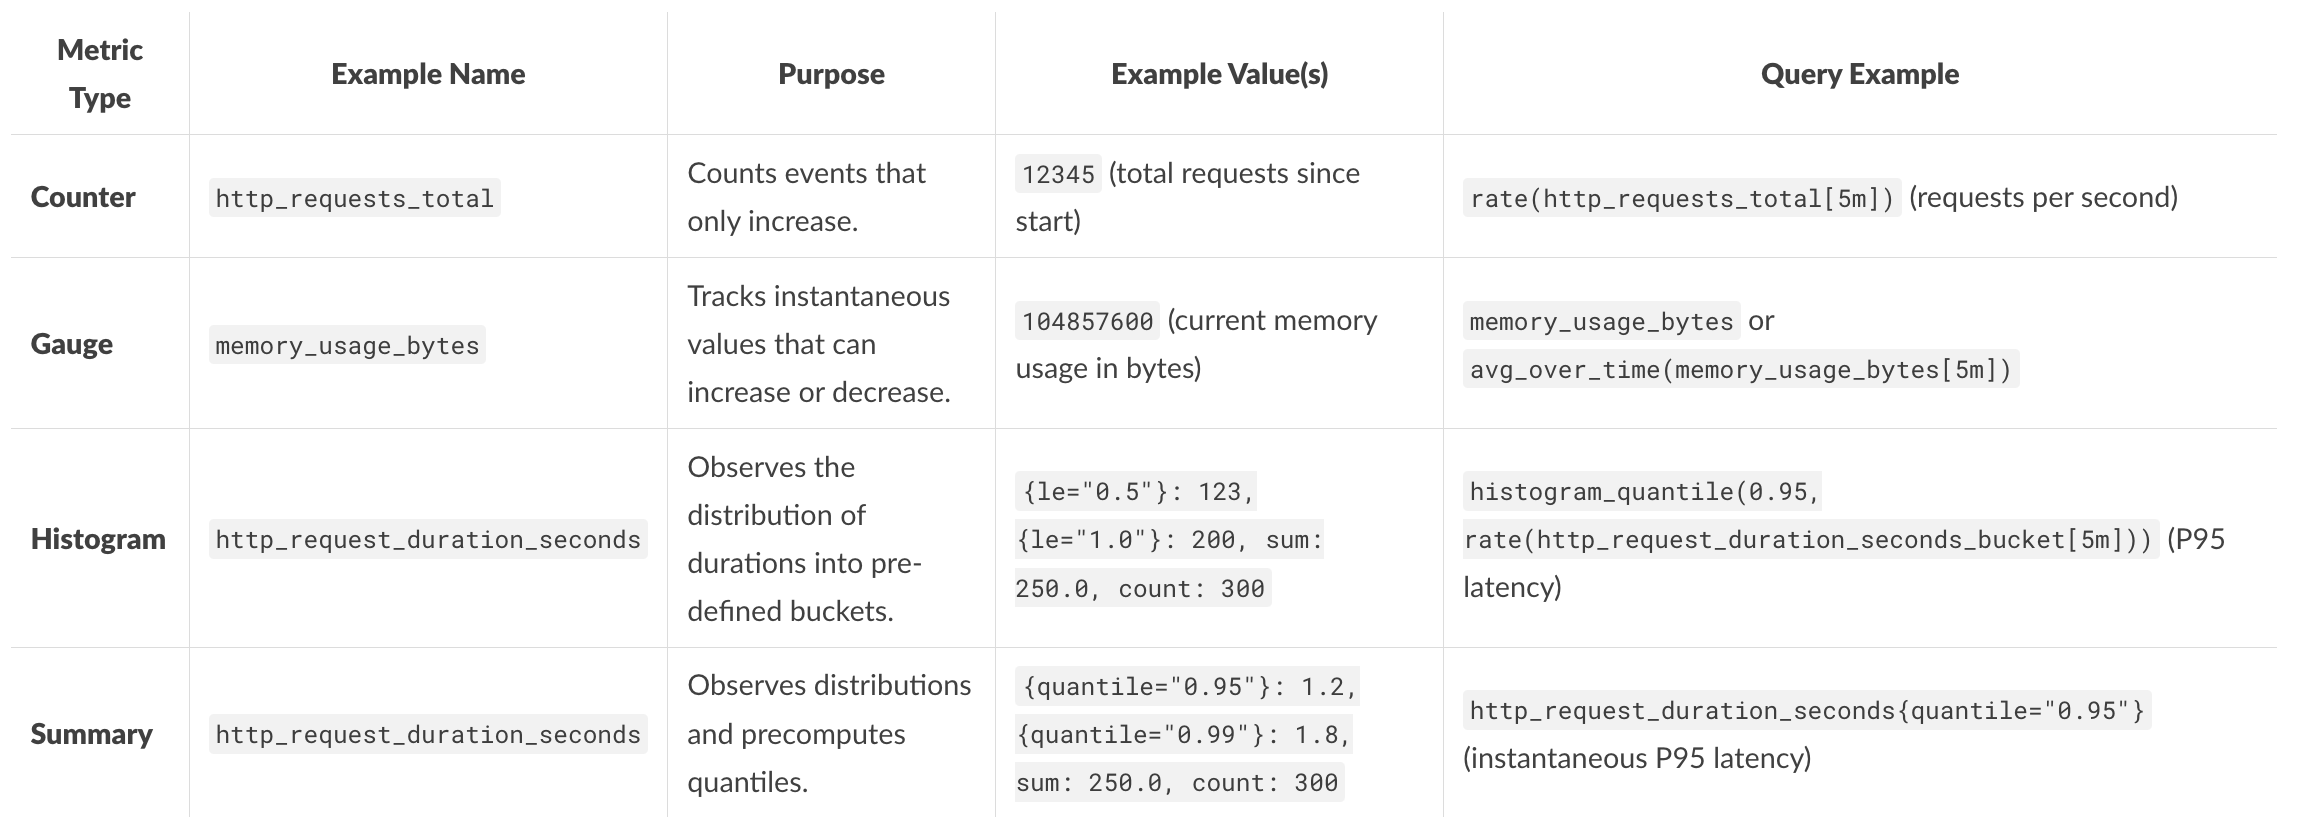 Metric
Type
Example Name
Purpose
Example Value(s)
Query Example
Counter
http_requests_total
Counts events that
only increase.
12345 (total requests since
start)
rate(http_requests_total[5m]) (requests per second)
Gauge
memory_usage_bytes
Tracks instantaneous
values that can
increase or decrease.
104857600 (current memory
usage in bytes)
memory_usage_bytes or
avg_over_time(memory_usage_bytes[5m])
Histogram
http_request_duration_seconds
Observes the
distribution of
durations into pre-
defined buckets.
{le="0.5"}: 123,
{le="1.0"}: 200, sum:
250.0, count: 300
histogram_quantile(0.95,
rate(http_request_duration_seconds_bucket[5m])) (P95
latency)
Summary
http_request_duration_seconds
Observes distributions
and precomputes
quantiles.
{quantile="0.95"}: 1.2,
{quantile="0.99"}: 1.8,
sum: 250.0, count: 300
http_request_duration_seconds{quantile="0.95"}
(instantaneous P95 latency)